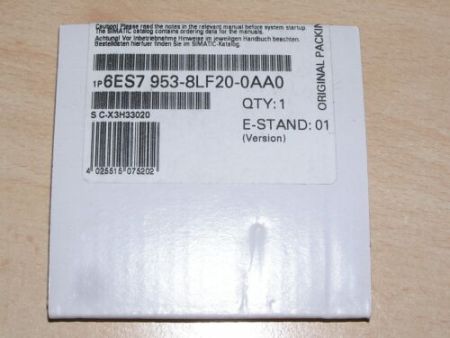 Caution! Please read the notes in the relevant manual before system startup.
The SIMATIC catalog contains ordering data for the manuals.
Achtung! Vor Inbetriebnahme Hinweise im jeweiligen Handbuch beachten.
Bestelldaten hierfuer finden Sie im SIMATIC-Katalog.
1P 6ES7 953-8LF20-0AA0
QTY: 1
S C-X3H33020
E-STAND: 01
(Version)
4 025515 075202
ORIGINAL PACKIN